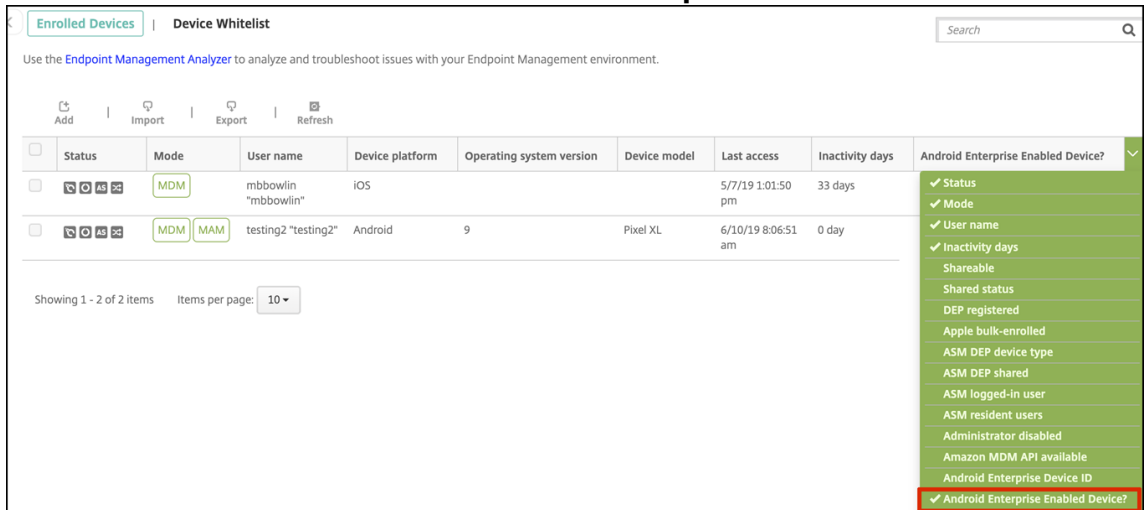 Enrolled Devices | Device Whitelist
Search
Use the Endpoint Management Analyzer to analyze and troubleshoot issues with your Endpoint Management environment.
Add | Import | Export | Refresh
Status Mode User name Device platform Operating system version Device model Last access Inactivity days Android Enterprise Enabled Device?
AS MDM mbbowlin iOS 5/7/19 1:01:50 33 days
"mbbowlin" pm
AS MDM MAM testing2 "testing2" Android 9 Pixel XL 6/10/19 8:06:51 0 day
am
Showing 1 - 2 of 2 items Items per page: 10
Status
Mode
User name
Inactivity days
Shareable
Shared status
DEP registered
Apple bulk-enrolled
ASM DEP device type
ASM DEP shared
ASM logged-in user
ASM resident users
Administrator disabled
Amazon MDM API available
Android Enterprise Device ID
Android Enterprise Enabled Device?